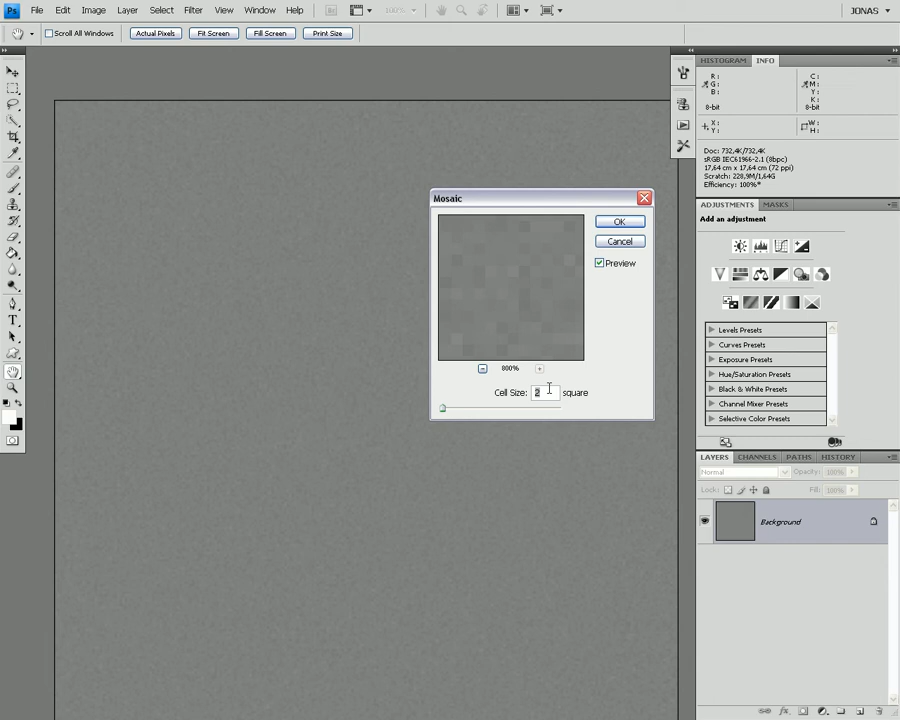 Ps File Edit Image Layer Select Filter View Window Help Br 100% JONAS
Scroll All Windows Actual Pixels Fit Screen Fill Screen Print Size
HISTOGRAM INFO
R: C:
G: M:
B: Y:
K:
8-bit 8-bit
X: W:
Y: H:
Doc: 732,4K/732,4K
sRGB IEC61966-2.1 (8bpc)
17,64 cm x 17,64 cm (72 ppi)
Scratch: 228,9M/1,64G
Efficiency: 100%*
ADJUSTMENTS MASKS
Add an adjustment
Levels Presets
Curves Presets
Exposure Presets
Hue/Saturation Presets
Black & White Presets
Channel Mixer Presets
Selective Color Presets
LAYERS CHANNELS PATHS HISTORY
Normal Opacity: 100%
Lock: Fill: 100%
Background
Mosaic
OK
Cancel
Preview
800%
Cell Size: 2 square